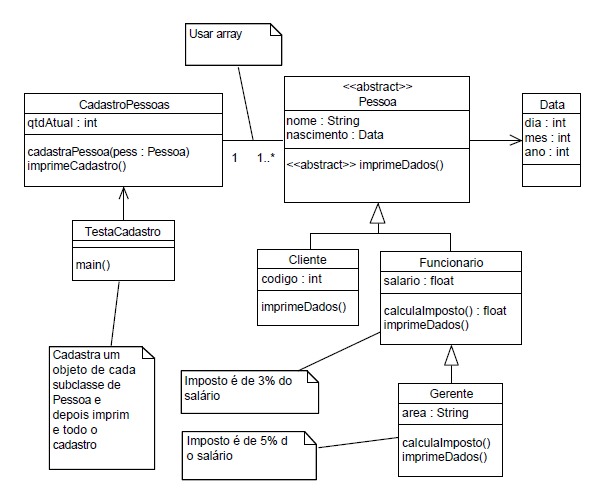 Usar array
CadastroPessoas
qtdAtual : int
cadastraPessoa(pess : Pessoa)
imprimeCadastro()
1
1..*
<<abstract>>
Pessoa
nome : String
nascimento : Data
<<abstract>> imprimeDados()
Data
dia : int
mes : int
ano : int
TestaCadastro
main()
Cliente
codigo : int
imprimeDados()
Funcionario
salario : float
calculaImposto() : float
imprimeDados()
Cadastra um
objeto de cada
subclasse de
Pessoa e
depois imprim
e todo o
cadastro
Imposto é de 3% do
salário
Gerente
area : String
calculaImposto()
imprimeDados()
Imposto é de 5% d
o salário